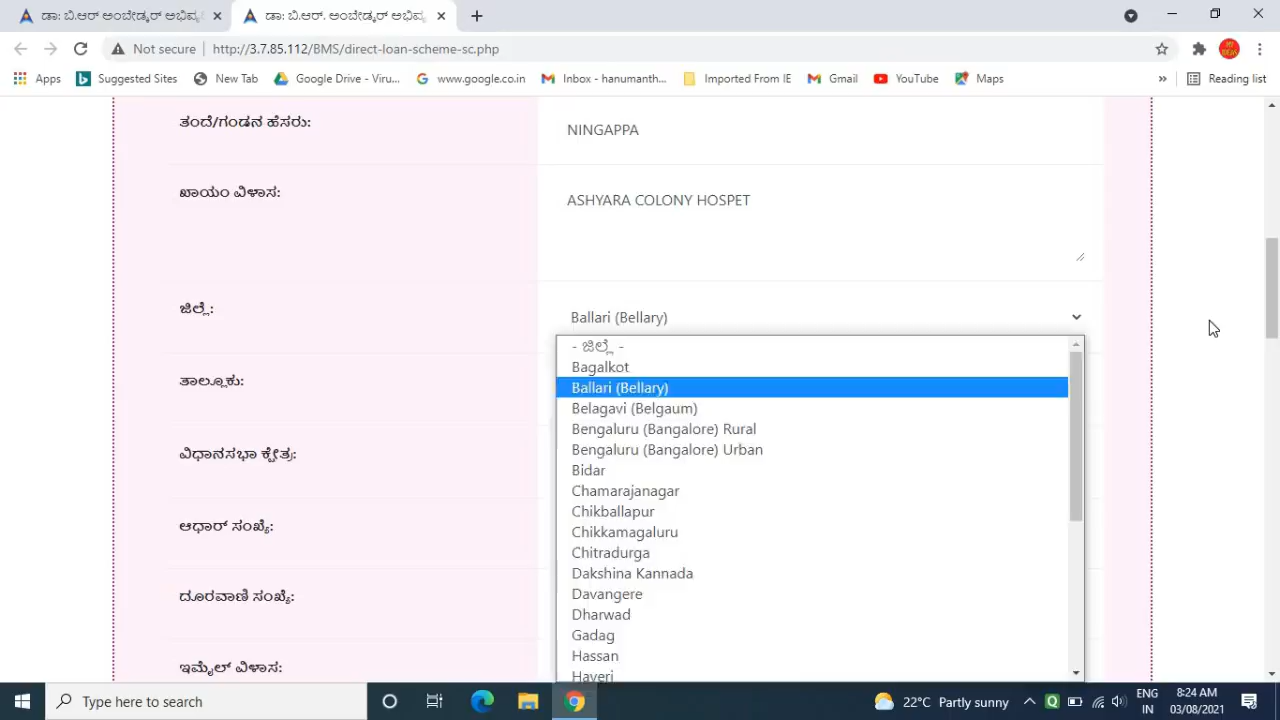 ಡಾ: ಬಿ.ಆರ್ ಅಂಬೇಡ್ಕರ್ ಅಭಿವೃ
ಡಾ: ಬಿ.ಆರ್. ಅಂಬೇಡ್ಕರ್ ಅಭಿವೃ
Not secure
http://3.7.85.112/BMS/direct-loan-scheme-sc.php
Apps
Suggested Sites
New Tab
Google Drive - Viru...
www.google.co.in
Inbox - hanumanth...
Imported From IE
Gmail
YouTube
Maps
»
Reading list
ತಂದೆ/ಗಂಡನ ಹೆಸರು:
NINGAPPA
ಖಾಯಂ ವಿಳಾಸ:
ASHYARA COLONY HOSPET
ಜಿಲ್ಲೆ:
Ballari (Bellary)
- ಜಿಲ್ಲೆ -
Bagalkot
Ballari (Bellary)
Belagavi (Belgaum)
Bengaluru (Bangalore) Rural
Bengaluru (Bangalore) Urban
Bidar
Chamarajanagar
Chikballapur
Chikkamagaluru
Chitradurga
Dakshina Kannada
Davangere
Dharwad
Gadag
Hassan
Haveri
ತಾಲ್ಲೂಕು:
ವಿಧಾನಸಭಾ ಕ್ಷೇತ್ರ:
ಆಧಾರ್ ಸಂಖ್ಯೆ:
ದೂರವಾಣಿ ಸಂಖ್ಯೆ:
ಇಮೈಲ್ ವಿಳಾಸ:
Type here to search
22°C Partly sunny
ENG
IN
8:24 AM
03/08/2021